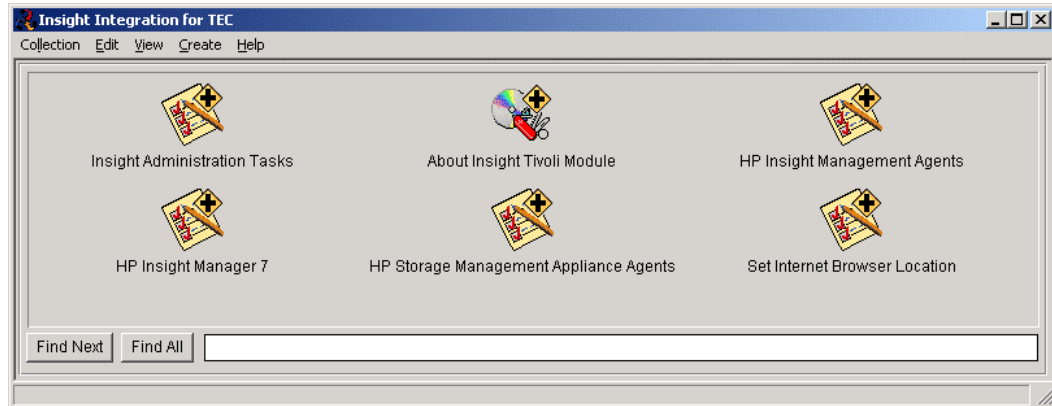 Insight Integration for TEC
Collection Edit View Create Help
Insight Administration Tasks
About Insight Tivoli Module
HP Insight Management Agents
HP Insight Manager 7
HP Storage Management Appliance Agents
Set Internet Browser Location
Find Next
Find All